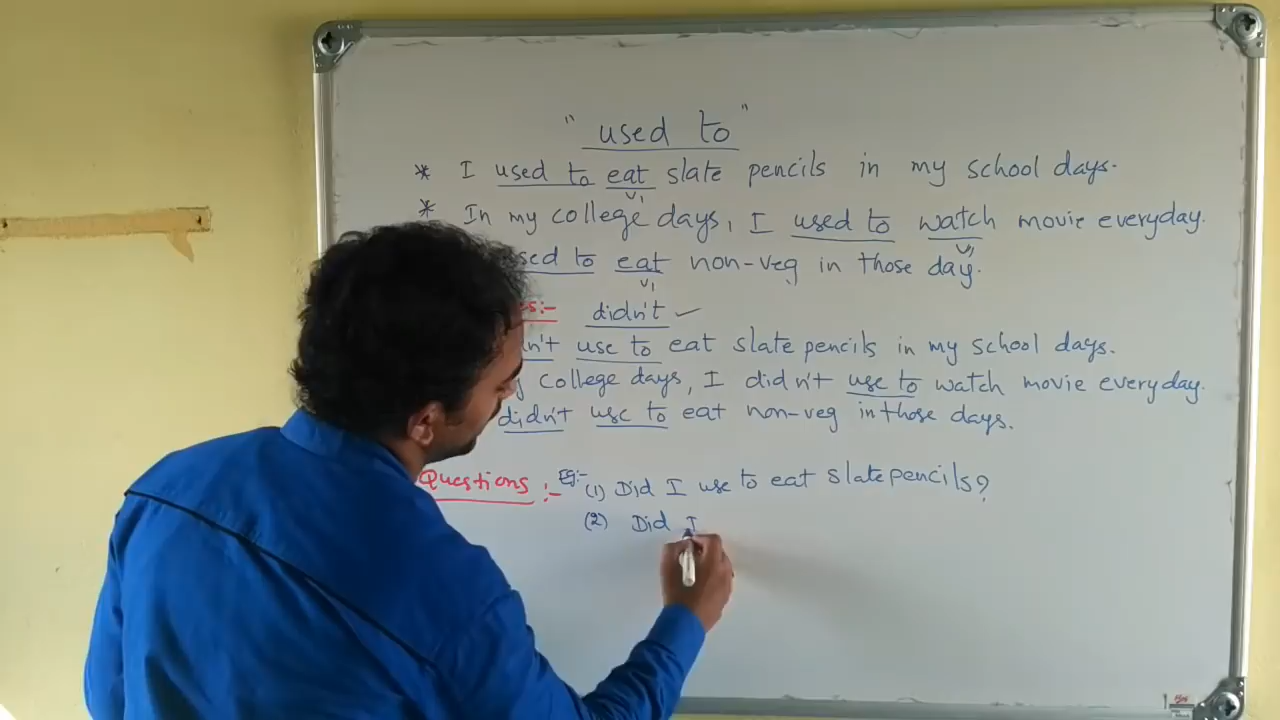 " used to "
* I used to eat slate pencils in my school days.
V1
* In my college days, I used to watch movie everyday.
V1
to eat non-veg in those day.
V1
:- didn't ✓
use to eat slate pencils in my school days.
college days, I didn't use to watch movie everyday.
didn't use to eat non-veg in those days.
Questions :- Eg:- (1) Did I use to eat slate pencils?
(2) Did I